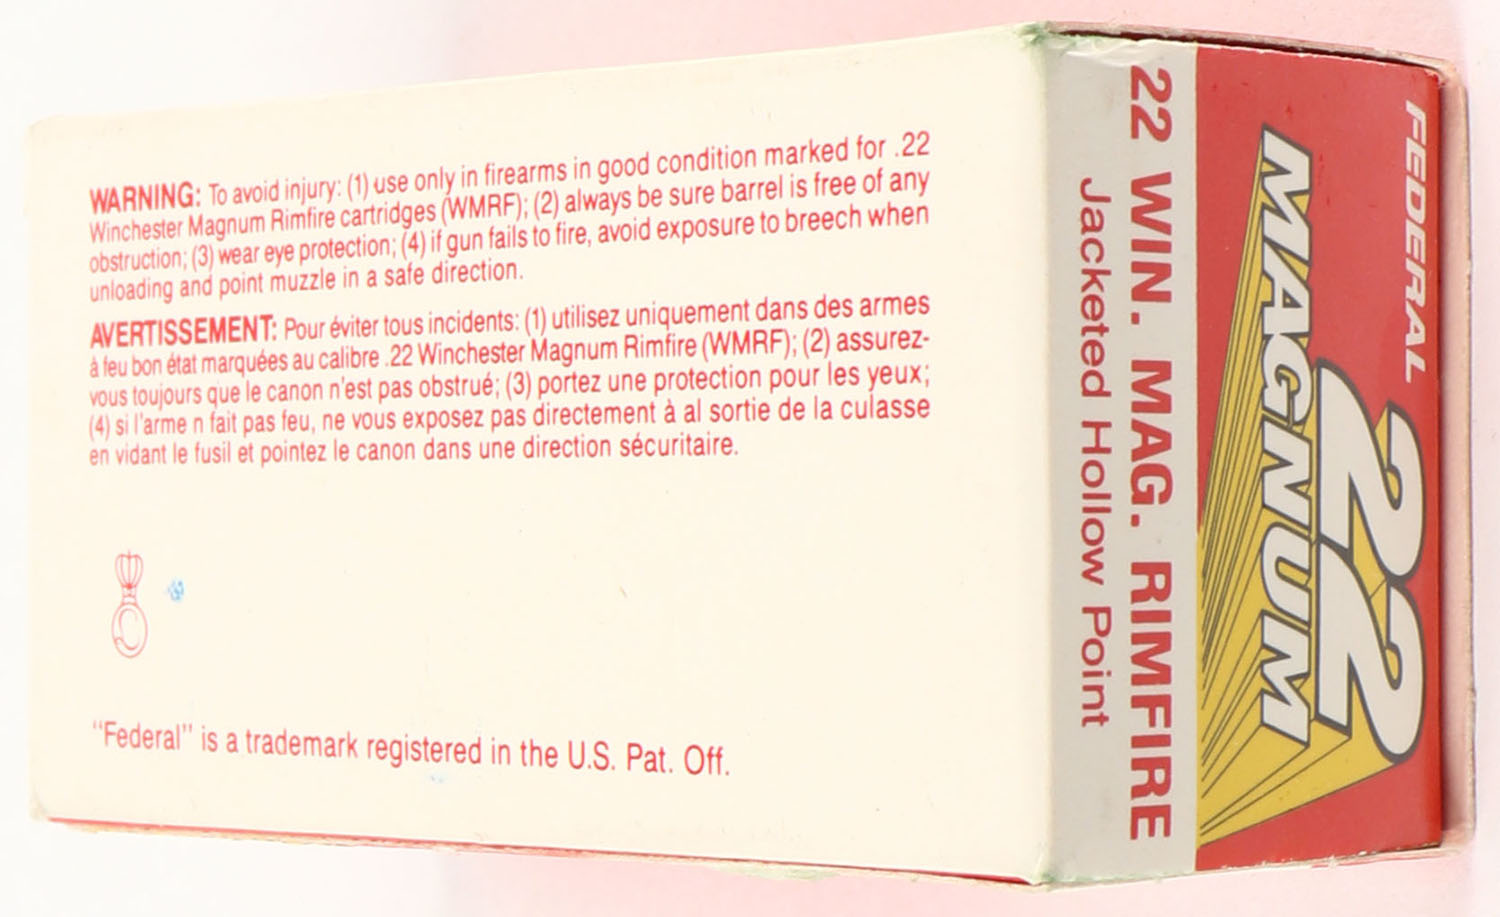 WARNING: To avoid injury: (1) use only in firearms in good condition marked for .22
Winchester Magnum Rimfire cartridges (WMRF); (2) always be sure barrel is free of any
obstruction; (3) wear eye protection; (4) if gun fails to fire, avoid exposure to breech when
unloading and point muzzle in a safe direction.
AVERTISSEMENT: Pour éviter tous incidents: (1) utilisez uniquement dans des armes
à feu bon état marquées au calibre .22 Winchester Magnum Rimfire (WMRF); (2) assurez-
vous toujours que le canon n'est pas obstrué; (3) portez une protection pour les yeux;
(4) si l'arme n fait pas feu, ne vous exposez pas directement à al sortie de la culasse
en vidant le fusil et pointez le canon dans une direction sécuritaire.
"Federal" is a trademark registered in the U.S. Pat. Off.
FEDERAL
22
MAGNUM
22 WIN. MAG. RIMFIRE
Jacketed Hollow Point